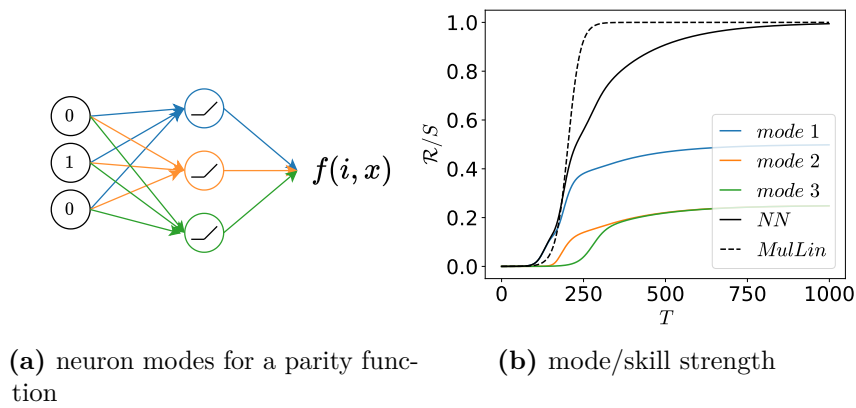 0
1
0
f(i, x)
1.0
0.8
0.6
0.4
0.2
0.0
R/S
mode 1
mode 2
mode 3
NN
MulLin
0 250 500 750 1000
T
(a) neuron modes for a parity func-
tion
(b) mode/skill strength